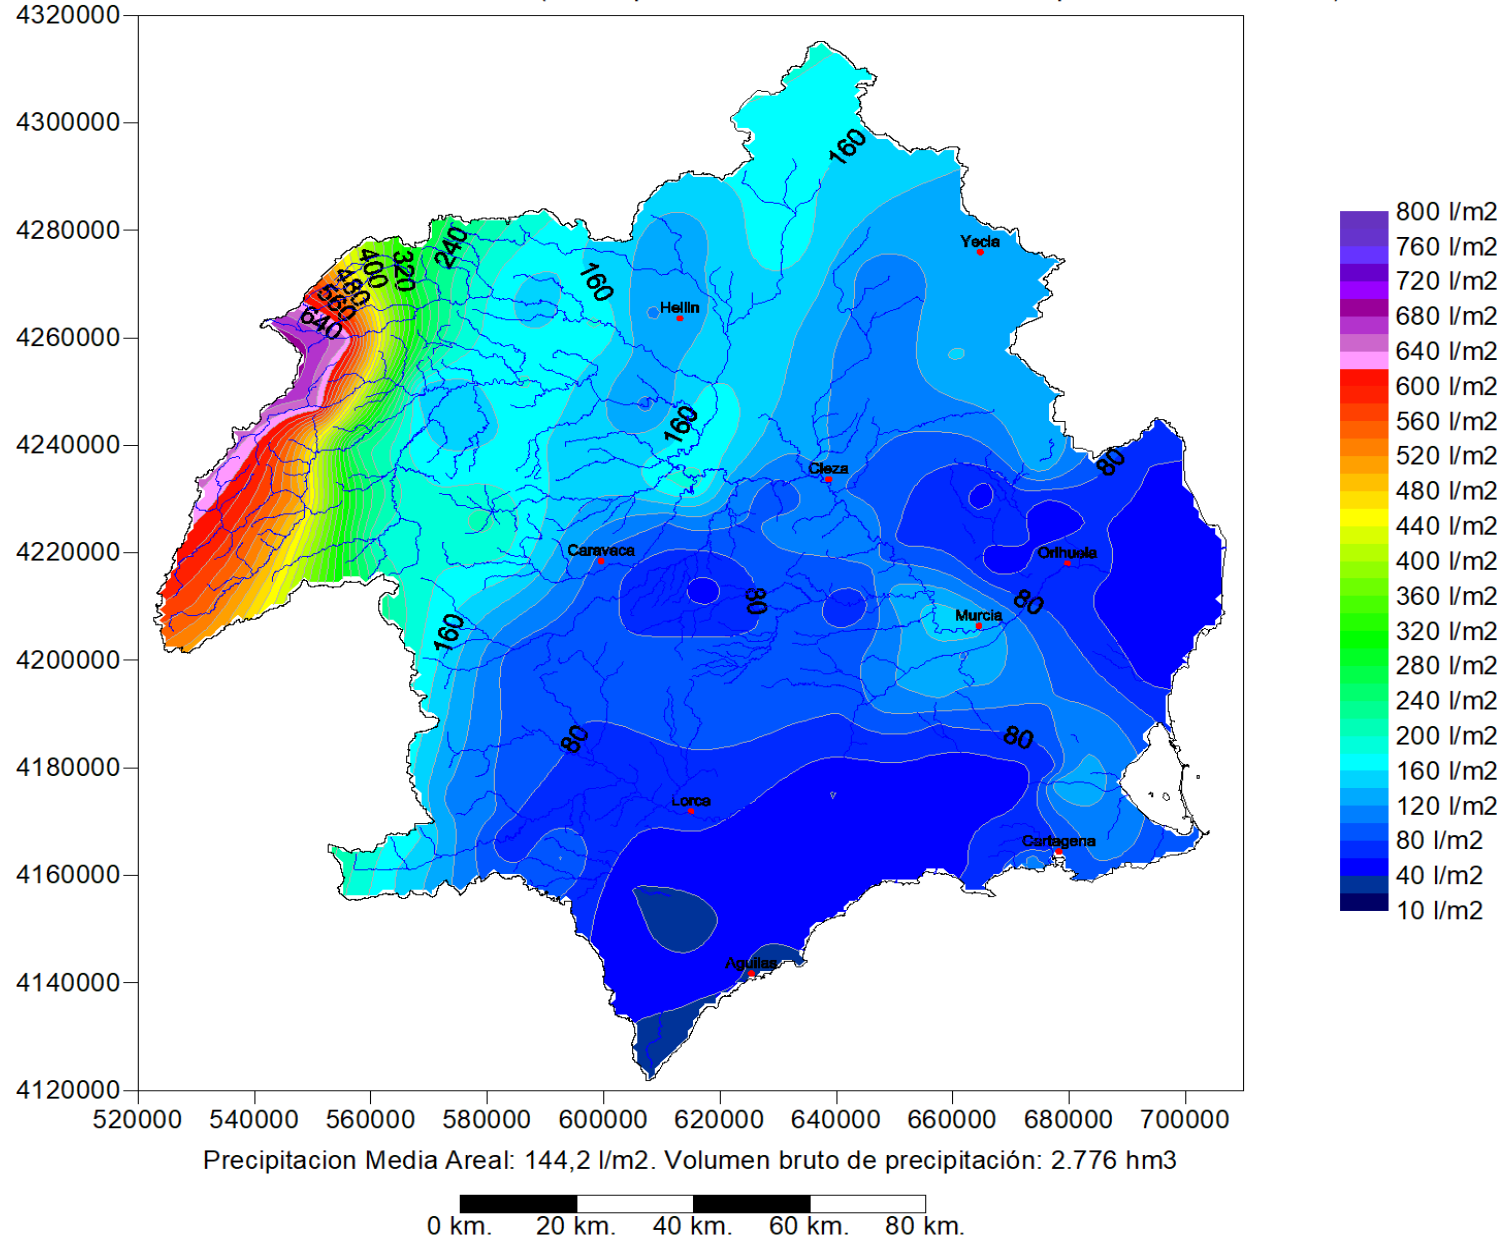 4320000
4300000
160
4280000
240
Yecla
400
320
160
480
560
Hellin
640
4260000
160
4240000
80
Cieza
Caravaca
4220000
Orihuela
80
80
Murcia
160
4200000
80
80
4180000
Lorca
Cartagena
4160000
Aguilas
4140000
4120000
520000 540000 560000 580000 600000 620000 640000 660000 680000 700000
800 l/m2
760 l/m2
720 l/m2
680 l/m2
640 l/m2
600 l/m2
560 l/m2
520 l/m2
480 l/m2
440 l/m2
400 l/m2
360 l/m2
320 l/m2
280 l/m2
240 l/m2
200 l/m2
160 l/m2
120 l/m2
80 l/m2
40 l/m2
10 l/m2
Precipitacion Media Areal: 144,2 l/m2. Volumen bruto de precipitación: 2.776 hm3
0 km. 20 km. 40 km. 60 km. 80 km.